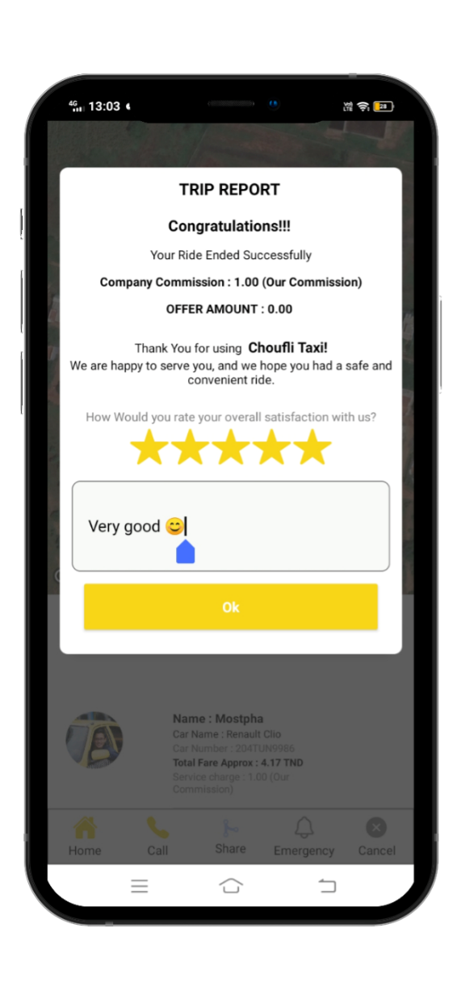 4G 13:03 Vo) LTE 28
TRIP REPORT
Congratulations!!!
Your Ride Ended Successfully
Company Commission : 1.00 (Our Commission)
OFFER AMOUNT : 0.00
Thank You for using Choufli Taxi!
We are happy to serve you, and we hope you had a safe and
convenient ride.
How Would you rate your overall satisfaction with us?
Very good 😊
Ok
Name : Mostpha
Car Name : Renault Clio
Car Number : 204TUN9986
Total Fare Approx : 4.17 TND
Service charge : 1.00 (Our
Commission)
Home Call Share Emergency Cancel